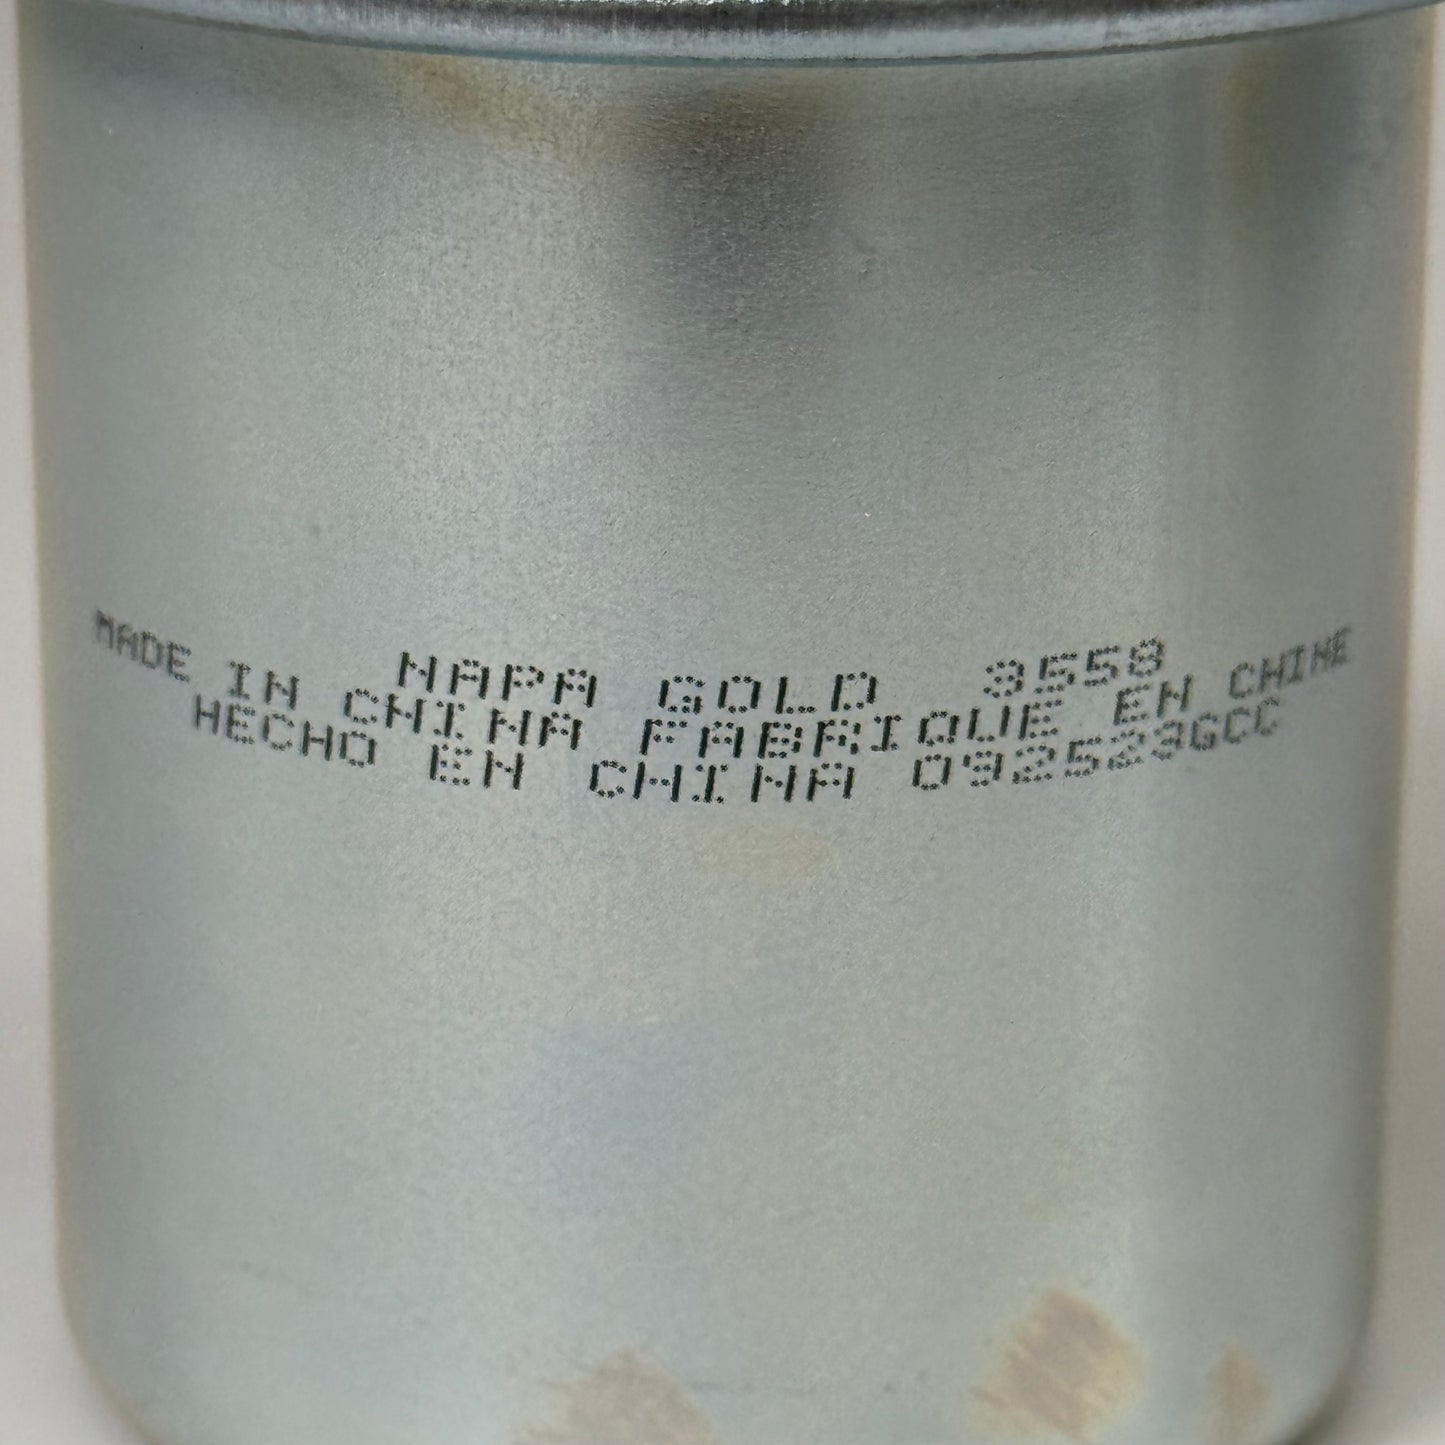 NAPA GOLD 3558
MADE IN CHINA FABRIQUE EN CHINE
HECHO EN CHINA 092523GCC